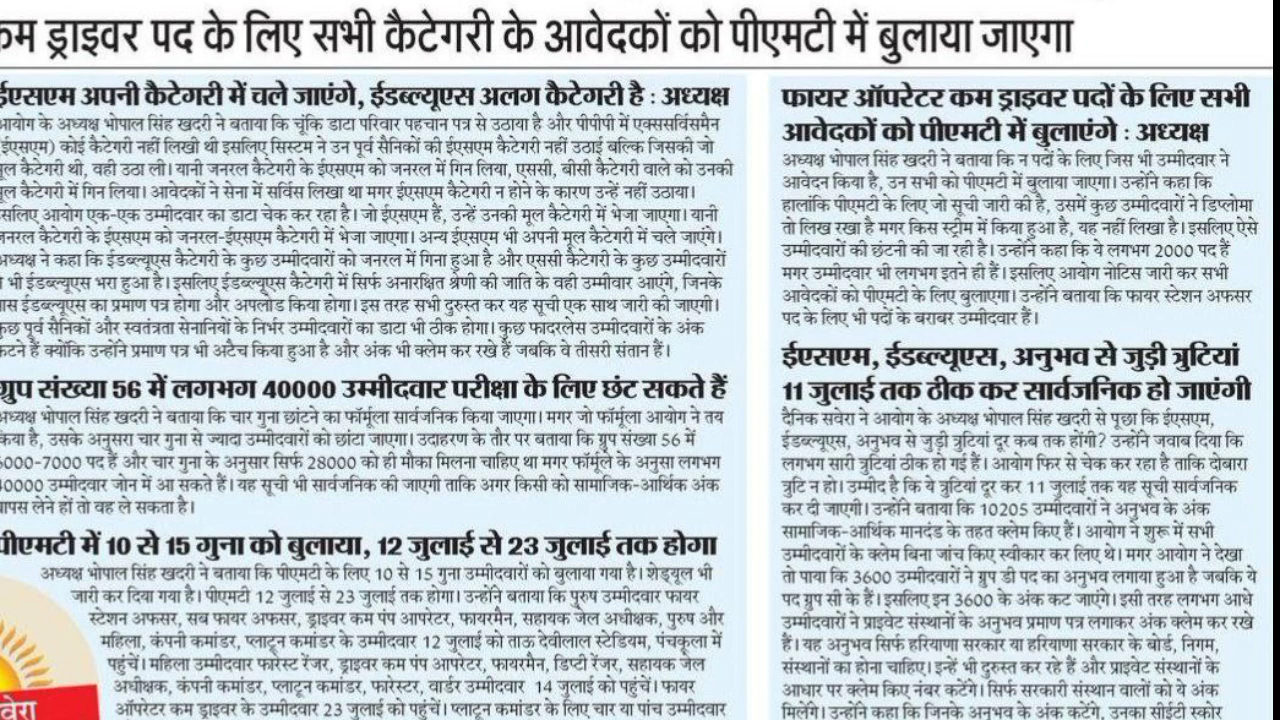 कम ड्राइवर पद के लिए सभी कैटेगरी के आवेदकों को पीएमटी में बुलाया जाएगा
ईएसएम अपनी कैटेगरी में चले जाएंगे, ईडब्ल्यूएस अलग कैटेगरी है : अध्यक्ष
आयोग के अध्यक्ष भोपाल सिंह खदरी ने बताया कि चूंकि डाटा परिवार पहचान पत्र से उठाया है और पीपीपी में एक्ससर्विसमैन
(ईएसएम) कोई कैटेगरी नहीं लिखी थी इसलिए सिस्टम ने उन पूर्व सैनिकों की ईएसएम कैटेगरी नहीं उठाई बल्कि जिसकी जो
मूल कैटेगरी थी, वही उठा ली। यानी जनरल कैटेगरी के ईएसएम को जनरल में गिन लिया, एससी, बीसी कैटेगरी वाले को उनकी
मूल कैटेगरी में गिन लिया। आवेदकों ने सेना में सर्विस लिखा था मगर ईएसएम कैटेगरी न होने के कारण उन्हें नहीं उठाया।
इसलिए आयोग एक-एक उम्मीदवार का डाटा चेक कर रहा है। जो ईएसएम हैं, उन्हें उनकी मूल कैटेगरी में भेजा जाएगा। यानी
जनरल कैटेगरी के ईएसएम को जनरल-ईएसएम कैटेगरी में भेजा जाएगा। अन्य ईएसएम भी अपनी मूल कैटेगरी में चले जाएंगे।
अध्यक्ष ने कहा कि ईडब्ल्यूएस कैटेगरी के कुछ उम्मीदवारों को जनरल में गिना हुआ है और एससी कैटेगरी के कुछ उम्मीदवारों
भी ईडब्ल्यूएस भरा हुआ है। इसलिए ईडब्ल्यूएस कैटेगरी में सिर्फ अनारक्षित श्रेणी की जाति के वही उम्मीदवार आएंगे, जिनके
पास ईडब्ल्यूएस का प्रमाण पत्र होगा और अपलोड किया होगा। इस तरह सभी दुरुस्त कर यह सूची एक साथ जारी की जाएगी।
कुछ पूर्व सैनिकों और स्वतंत्रता सेनानियों के निर्भर उम्मीदवारों का डाटा भी ठीक होगा। कुछ फादरलेस उम्मीदवारों के अंक
कटने हैं क्योंकि उन्होंने प्रमाण पत्र भी अटैच किया हुआ है और अंक भी क्लेम कर रखे हैं जबकि वे तीसरी संतान हैं।
ग्रुप संख्या 56 में लगभग 40000 उम्मीदवार परीक्षा के लिए छंट सकते हैं
अध्यक्ष भोपाल सिंह खदरी ने बताया कि चार गुना छांटने का फॉर्मूला सार्वजनिक किया जाएगा। मगर जो फॉर्मूला आयोग ने तय
किया है, उसके अनुसरा चार गुना से ज्यादा उम्मीदवारों को छांटा जाएगा। उदाहरण के तौर पर बताया कि ग्रुप संख्या 56 में
6000-7000 पद हैं और चार गुना के अनुसार सिर्फ 28000 को ही मौका मिलना चाहिए था मगर फॉर्मूले के अनुसा लगभग
40000 उम्मीदवार जोन में आ सकते हैं। यह सूची भी सार्वजनिक की जाएगी ताकि अगर किसी को सामाजिक-आर्थिक अंक
वापस लेने हों तो वह ले सकता है।
पीएमटी में 10 से 15 गुना को बुलाया, 12 जुलाई से 23 जुलाई तक होगा
अध्यक्ष भोपाल सिंह खदरी ने बताया कि पीएमटी के लिए 10 से 15 गुना उम्मीदवारों को बुलाया गया है। शेड्यूल भी
जारी कर दिया गया है। पीएमटी 12 जुलाई से 23 जुलाई तक होगा। उन्होंने बताया कि पुरुष उम्मीदवार फायर
स्टेशन अफसर, सब फायर अफसर, ड्राइवर कम पंप आपरेटर, फायरमैन, सहायक जेल अधीक्षक, पुरुष और
महिला, कंपनी कमांडर, प्लाटून कमांडर के उम्मीदवार 12 जुलाई को ताऊ देवीलाल स्टेडियम, पंचकूला में
पहुंचें। महिला उम्मीदवार फारेस्ट रेंजर, ड्राइवर कम पंप आपरेटर, फायरमैन, डिप्टी रेंजर, सहायक जेल
अधीक्षक, कंपनी कमांडर, प्लाटून कमांडर, फारेस्टर, वार्डर उम्मीदवार 14 जुलाई को पहुंचें। फायर
ऑपरेटर कम ड्राइवर के उम्मीदवार 23 जुलाई को पहुंचें। प्लाटून कमांडर के लिए चार या पांच उम्मीदवार
वेरा
फायर ऑपरेटर कम ड्राइवर पदों के लिए सभी
आवेदकों को पीएमटी में बुलाएंगे : अध्यक्ष
अध्यक्ष भोपाल सिंह खदरी ने बताया कि न पदों के लिए जिस भी उम्मीदवार ने
आवेदन किया है, उन सभी को पीएमटी में बुलाया जाएगा। उन्होंने कहा कि
हालांकि पीएमटी के लिए जो सूची जारी की है, उसमें कुछ उम्मीदवारों ने डिप्लोमा
तो लिख रखा है मगर किस स्ट्रीम में किया हुआ है, यह नहीं लिखा है। इसलिए ऐसे
उम्मीदवारों की छंटनी की जा रही है। उन्होंने कहा कि ये लगभग 2000 पद हैं
मगर उम्मीदवार भी लगभग इतने ही हैं। इसलिए आयोग नोटिस जारी कर सभी
आवेदकों को पीएमटी के लिए बुलाएगा। उन्होंने बताया कि फायर स्टेशन अफसर
पद के लिए भी पदों के बराबर उम्मीदवार हैं।
ईएसएम, ईडब्ल्यूएस, अनुभव से जुड़ी त्रुटियां
11 जुलाई तक ठीक कर सार्वजनिक हो जाएंगी
दैनिक सवेरा ने आयोग के अध्यक्ष भोपाल सिंह खदरी से पूछा कि ईएसएम,
ईडब्ल्यूएस, अनुभव से जुड़ी त्रुटियां दूर कब तक होंगी? उन्होंने जवाब दिया कि
लगभग सारी त्रुटियां ठीक हो गई हैं। आयोग फिर से चेक कर रहा है ताकि दोबारा
त्रुटि न हो। उम्मीद है कि ये त्रुटियां दूर कर 11 जुलाई तक यह सूची सार्वजनिक
कर दी जाएगी। उन्होंने बताया कि 10205 उम्मीदवारों ने अनुभव के अंक
सामाजिक-आर्थिक मानदंड के तहत क्लेम किए हैं। आयोग ने शुरू में सभी
उम्मीदवारों के क्लेम बिना जांच किए स्वीकार कर लिए थे। मगर आयोग ने देखा
तो पाया कि 3600 उम्मीदवारों ने ग्रुप डी पद का अनुभव लगाया हुआ है जबकि ये
पद ग्रुप सी के हैं। इसलिए इन 3600 के अंक कट जाएंगे। इसी तरह लगभग आधे
उम्मीदवारों ने प्राइवेट संस्थानों के अनुभव प्रमाण पत्र लगाकर अंक क्लेम कर रखे
हैं। यह अनुभव सिर्फ हरियाणा सरकार या हरियाणा सरकार के बोर्ड, निगम,
संस्थानों का होना चाहिए। इन्हें भी दुरुस्त कर रहे हैं और प्राइवेट संस्थानों के
आधार पर क्लेम किए नंबर कटेंगे। सिर्फ सरकारी संस्थान वालों को ये अंक
मिलेंगे। उन्होंने कहा कि जिनके अनुभव के अंक कटेंगे, उनका सीईटी स्कोर